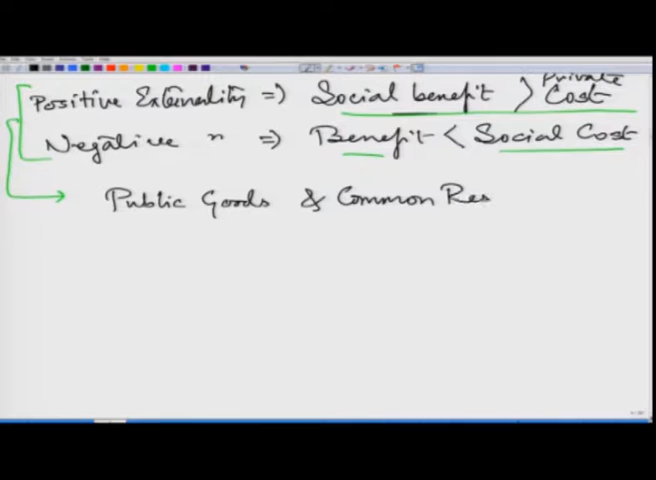 Positive Externality => Social benefit > Private Cost
Negative " => Benefit < Social Cost
Public Goods & Common Res